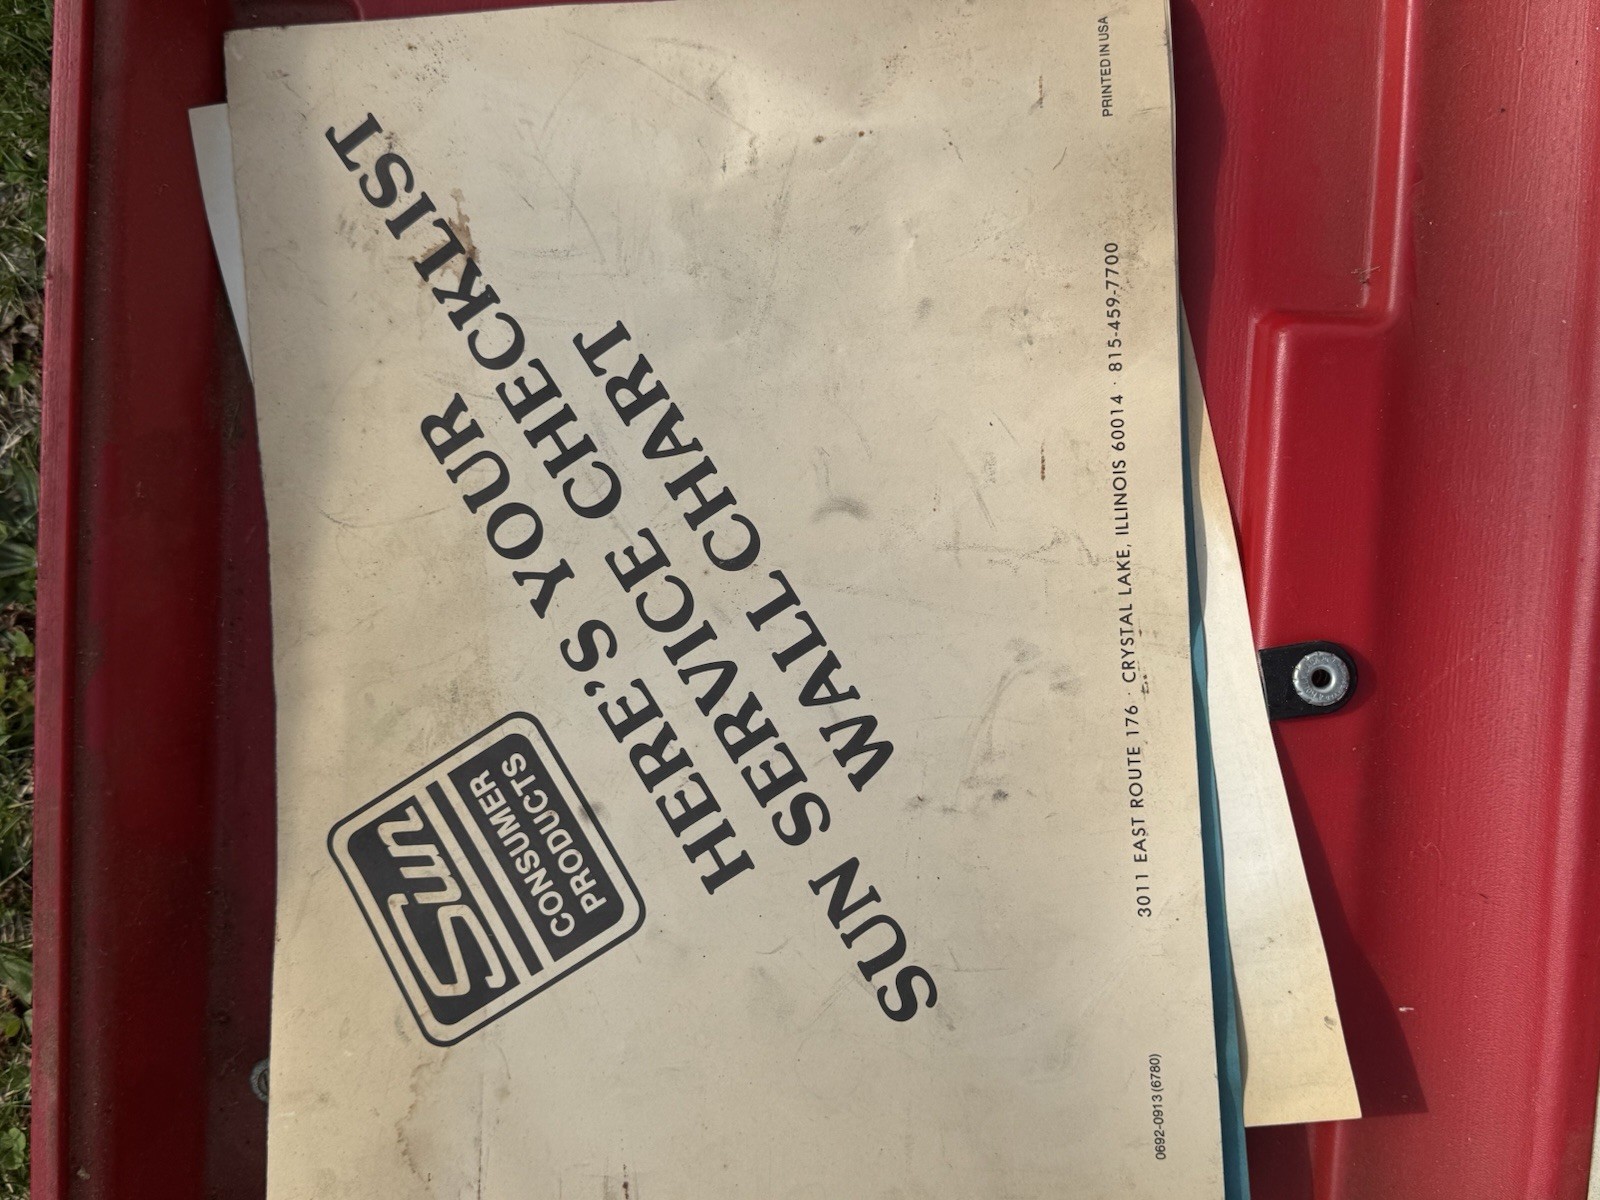 Sun
CONSUMER
PRODUCTS
HERE'S YOUR
SERVICE CHECKLIST
SUN SERVICE
WALL CHART
3011 EAST ROUTE 176 · CRYSTAL LAKE, ILLINOIS 60014 · 815-459-7700
0692-0913 (6780)
PRINTED IN USA